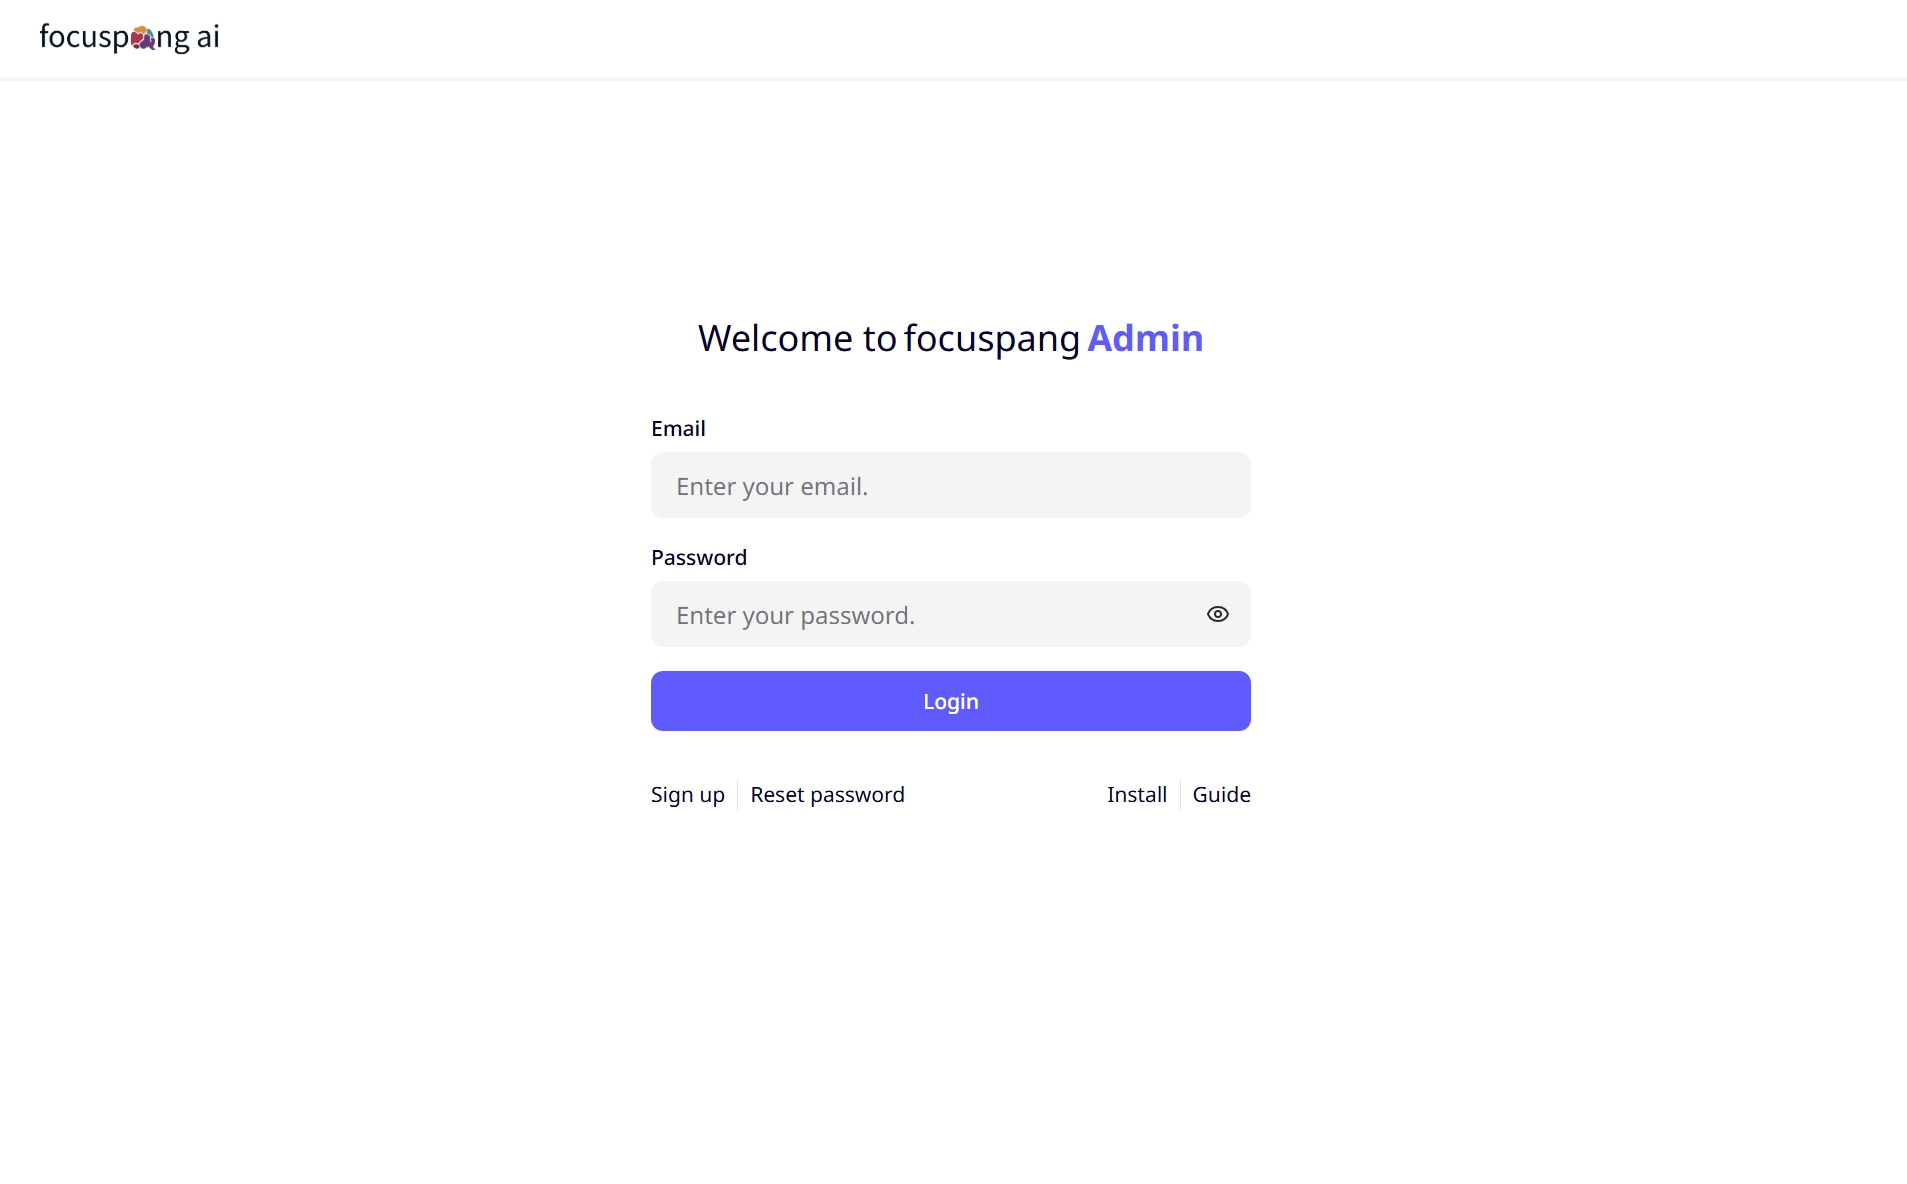 focuspang ai
Welcome to focuspang Admin
Email
Enter your email.
Password
Enter your password.
Login
Sign up Reset password Install Guide